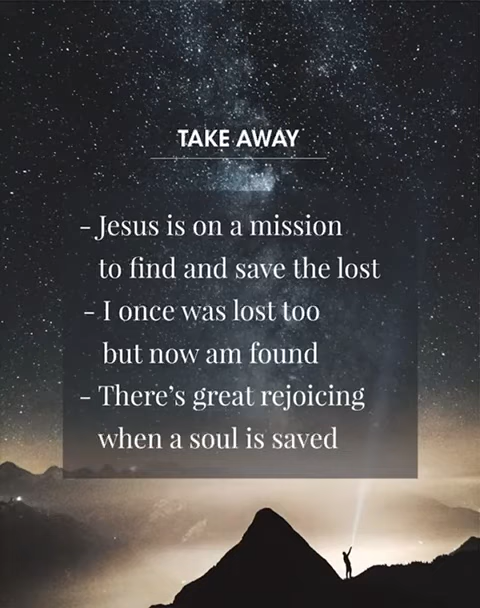 TAKE AWAY
- Jesus is on a mission
to find and save the lost
- I once was lost too
but now am found
- There's great rejoicing
when a soul is saved